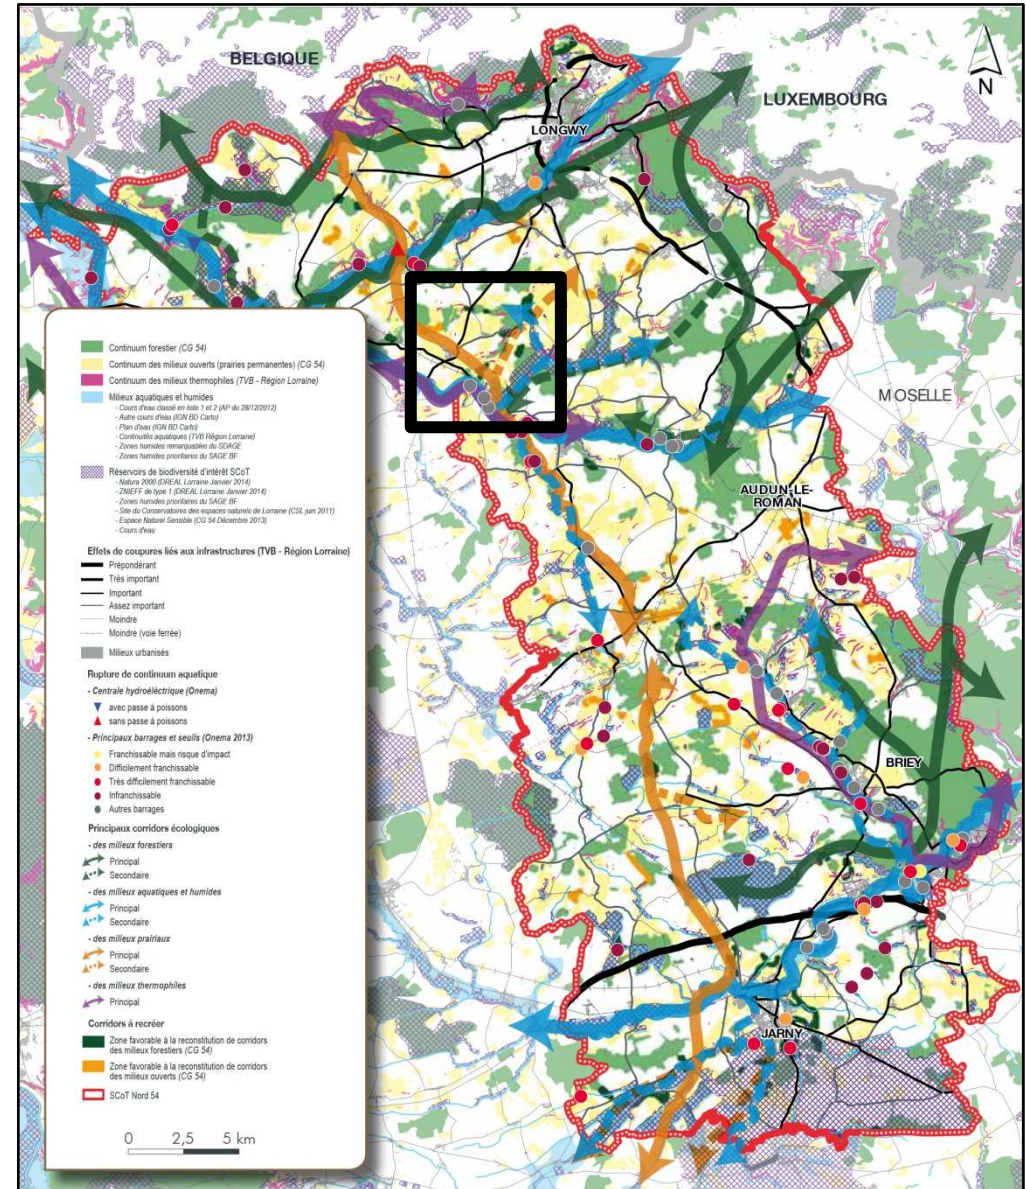 BELGIQUE
N
LUXEMBOURG
LONGWY
MOSELLE
AUDUN-LE-
ROMAN
BRIEY
JARNY
Continuum forestier (CG 54)
Continuum des milieux ouverts (prairies permanentes) (CG 54)
Continuum des milieux thermophiles (TVB - Région Lorraine)
Milieux aquatiques et humides
- Cours d'eau classé en liste 1 et 2 (AP du 28/12/2012)
- Autre cours d'eau (IGN BD Carto)
- Plan d'eau (IGN BD Carto)
- Continuités aquatiques (TVB Région Lorraine)
- Zones humides remarquables du SDAGE
- Zones humides prioritaires du SAGE BF
Réservoirs de biodiversité d'intérêt SCoT
- Natura 2000 (DREAL Lorraine Janvier 2014)
- ZNIEFF de type 1 (DREAL Lorraine Janvier 2014)
- Zones humides prioritaires du SAGE BF
- Site du Conservatoires des espaces naturels de Lorraine (CSL juin 2011)
- Espace Naturel Sensible (CG 54 Décembre 2013)
- Cours d'eau
Effets de coupures liés aux infrastructures (TVB - Région Lorraine)
Prépondérant
Très important
Important
Assez important
Moindre
Moindre (voie ferrée)
Milieux urbanisés
Rupture de continuum aquatique
- Centrale hydroéléctrique (Onema)
avec passe à poissons
sans passe à poissons
- Principaux barrages et seuils (Onema 2013)
Franchissable mais risque d'impact
Difficilement franchissable
Très difficilement franchissable
Infranchissable
Autres barrages
Principaux corridors écologiques
- des milieux forestiers
Principal
Secondaire
- des milieux aquatiques et humides
Principal
Secondaire
- des milieux prairiaux
Principal
Secondaire
- des milieux thermophiles
Principal
Corridors à recréer
Zone favorable à la reconstitution de corridors
des milieux forestiers (CG 54)
Zone favorable à la reconstitution de corridors
des milieux ouverts (CG 54)
SCoT Nord 54
0 2,5 5 km